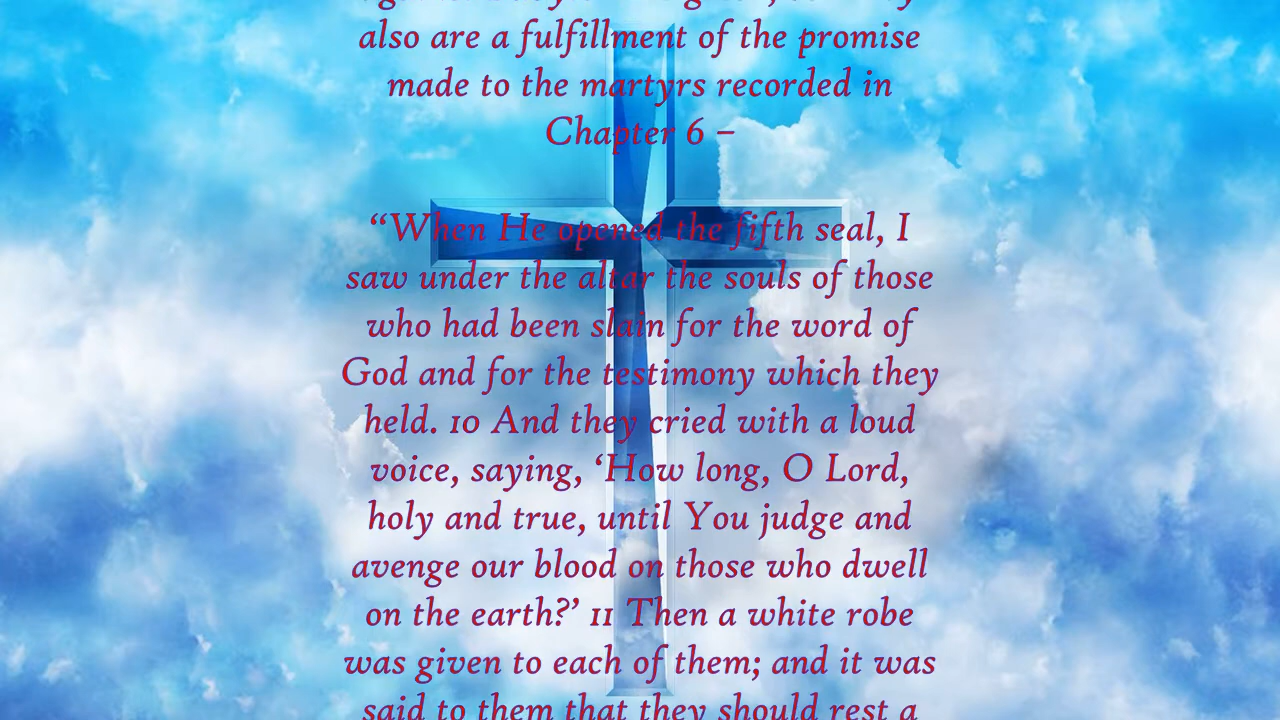 also are a fulfillment of the promise
made to the martyrs recorded in
Chapter 6 –
“When He opened the fifth seal, I
saw under the altar the souls of those
who had been slain for the word of
God and for the testimony which they
held. 10 And they cried with a loud
voice, saying, ‘How long, O Lord,
holy and true, until You judge and
avenge our blood on those who dwell
on the earth?’ 11 Then a white robe
was given to each of them; and it was
said to them that they should rest a